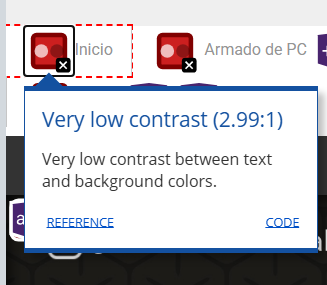 Inicio
Armado de PC
Very low contrast (2.99:1)
Very low contrast between text
and background colors.
REFERENCE
CODE